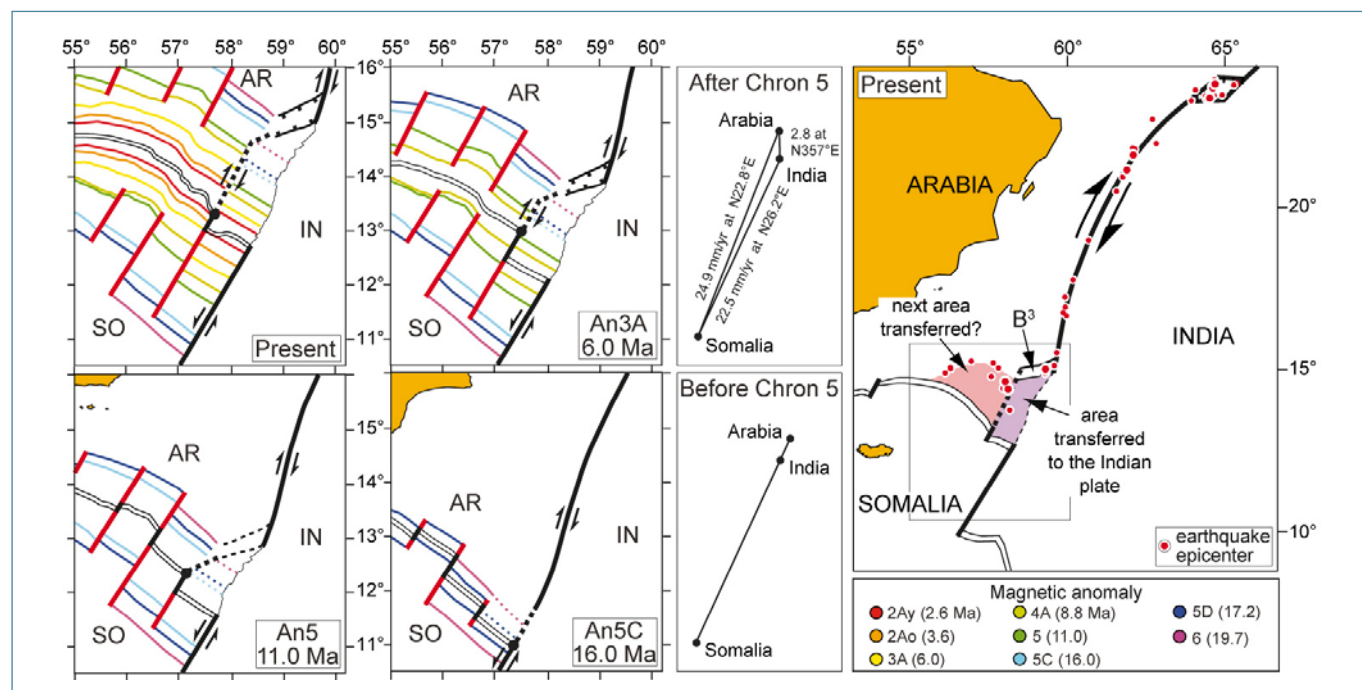 55° 56° 57° 58° 59° 60°
AR
IN
SO
Present
55° 56° 57° 58° 59° 60°
16°
15°
14°
13°
12°
11°
AR
IN
SO
An3A
6.0 Ma
After Chron 5
Arabia
2.8 at
N357°E
India
24.9 mm/yr at N22.8°E
22.5 mm/yr at N26.2°E
Somalia
55° 60° 65°
Present
ARABIA
20°
next area
transferred?
B³
INDIA
15°
area
transferred
to the Indian
plate
SOMALIA
10°
earthquake
epicenter
AR
IN
SO
An5
11.0 Ma
15°
14°
13°
12°
11°
AR
IN
SO
An5C
16.0 Ma
Before Chron 5
Arabia
India
Somalia
Magnetic anomaly
2Ay (2.6 Ma) 4A (8.8 Ma) 5D (17.2)
2Ao (3.6) 5 (11.0) 6 (19.7)
3A (6.0) 5C (16.0)